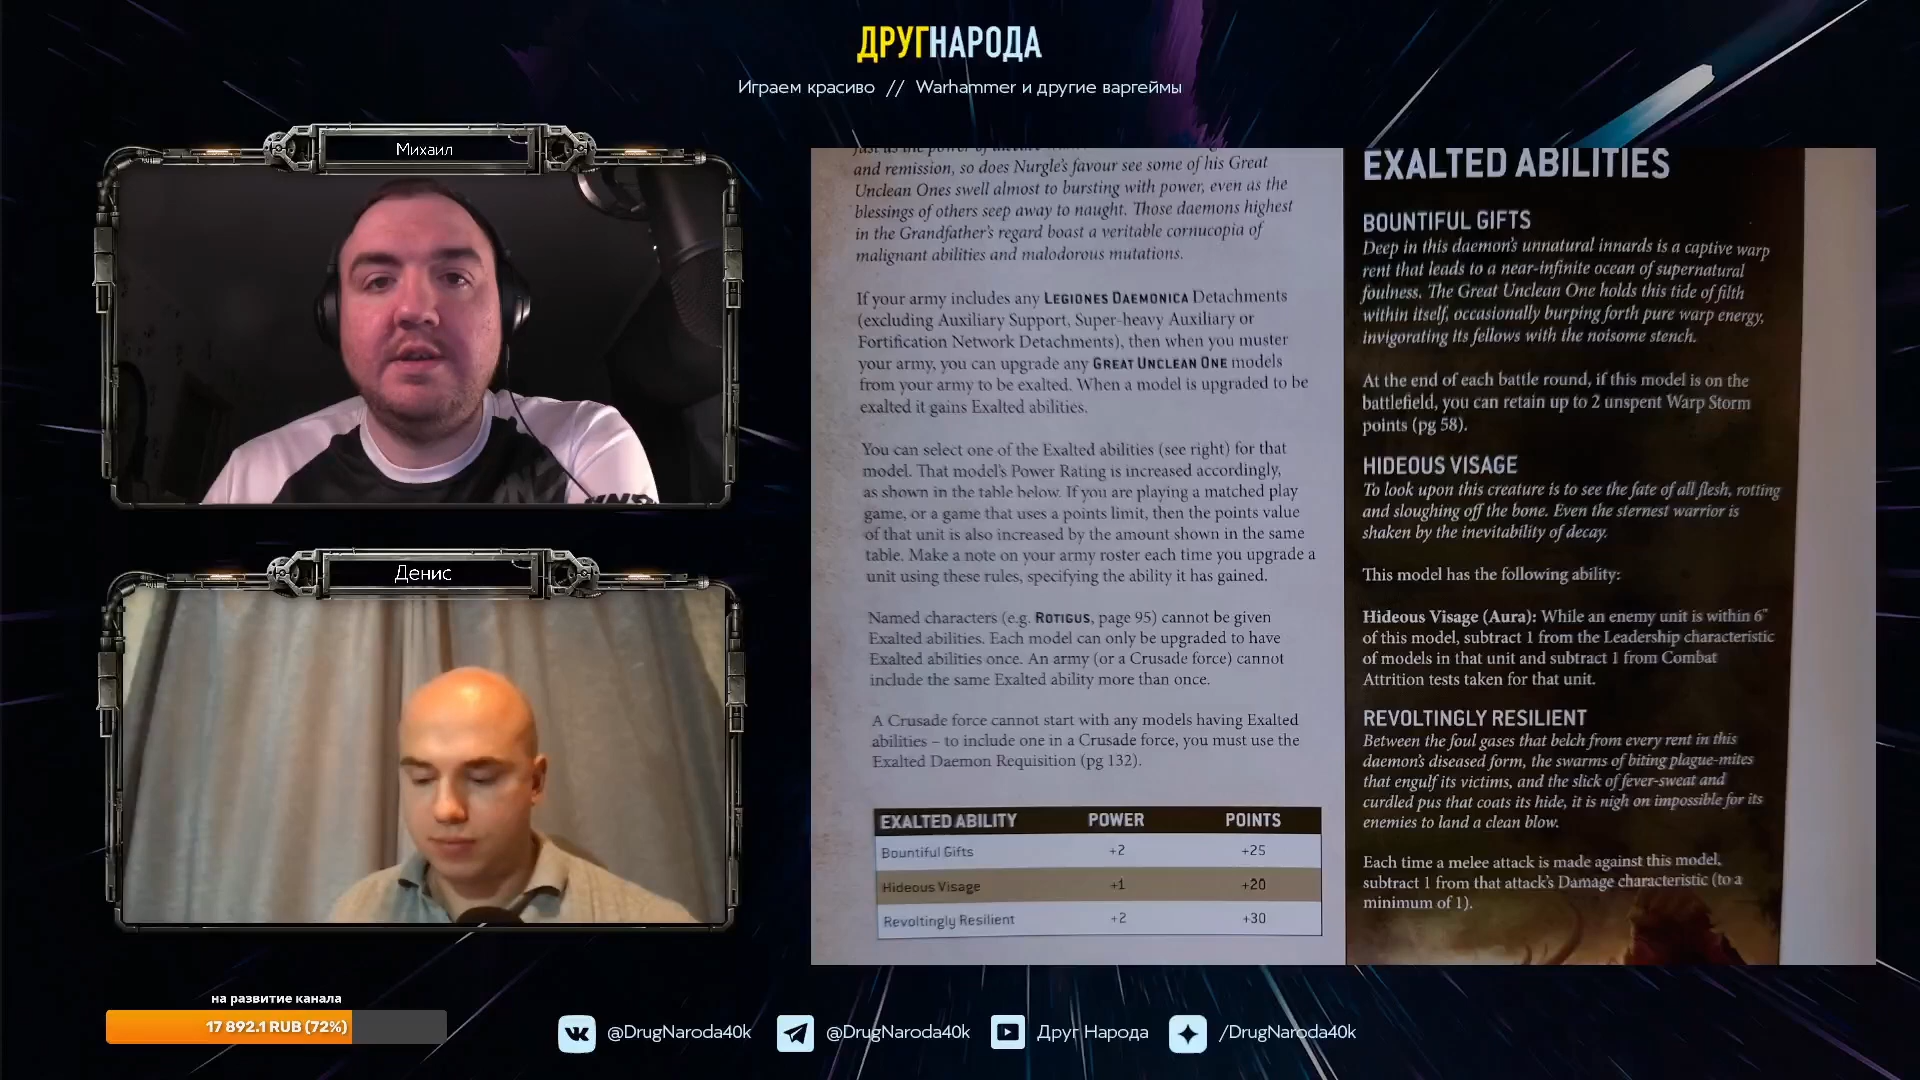 ДРУГНАРОДА
Играем красиво // Warhammer и другие варгеймы
Михаил
Денис
на развитие канала
17 892.1 RUB (72%)
and remission, so does Nurgle's favour see some of his Great
Unclean Ones swell almost to bursting with power, even as the
blessings of others seep away to naught. Those daemons highest
in the Grandfather's regard boast a veritable cornucopia of
malignant abilities and malodorous mutations.
If your army includes any LEGIONES DAEMONICA Detachments
(excluding Auxiliary Support, Super-heavy Auxiliary or
Fortification Network Detachments), then when you muster
your army, you can upgrade any GREAT UNCLEAN ONE models
from your army to be exalted. When a model is upgraded to be
exalted it gains Exalted abilities.
You can select one of the Exalted abilities (see right) for that
model. That model's Power Rating is increased accordingly,
as shown in the table below. If you are playing a matched play
game, or a game that uses a points limit, then the points value
of that unit is also increased by the amount shown in the same
table. Make a note on your army roster each time you upgrade a
unit using these rules, specifying the ability it has gained.
Named characters (e.g. ROTIGUS, page 95) cannot be given
Exalted abilities. Each model can only be upgraded to have
Exalted abilities once. An army (or a Crusade force) cannot
include the same Exalted ability more than once.
A Crusade force cannot start with any models having Exalted
abilities – to include one in a Crusade force, you must use the
Exalted Daemon Requisition (pg 132).
EXALTED ABILITY POWER POINTS
Bountiful Gifts +2 +25
Hideous Visage +1 +20
Revoltingly Resilient +2 +30
EXALTED ABILITIES
BOUNTIFUL GIFTS
Deep in this daemon's unnatural innards is a captive warp
rent that leads to a near-infinite ocean of supernatural
foulness. The Great Unclean One holds this tide of filth
within itself, occasionally burping forth pure warp energy,
invigorating its fellows with the noisome stench.
At the end of each battle round, if this model is on the
battlefield, you can retain up to 2 unspent Warp Storm
points (pg 58).
HIDEOUS VISAGE
To look upon this creature is to see the fate of all flesh, rotting
and sloughing off the bone. Even the sternest warrior is
shaken by the inevitability of decay.
This model has the following ability:
Hideous Visage (Aura): While an enemy unit is within 6"
of this model, subtract 1 from the Leadership characteristic
of models in that unit and subtract 1 from Combat
Attrition tests taken for that unit.
REVOLTINGLY RESILIENT
Between the foul gases that belch from every rent in this
daemon's diseased form, the swarms of biting plague-mites
that engulf its victims, and the slick of fever-sweat and
curdled pus that coats its hide, it is nigh on impossible for its
enemies to land a clean blow.
Each time a melee attack is made against this model,
subtract 1 from that attack's Damage characteristic (to a
minimum of 1).
@DrugNaroda40k
@DrugNaroda40k
Друг Народа
/DrugNaroda40k